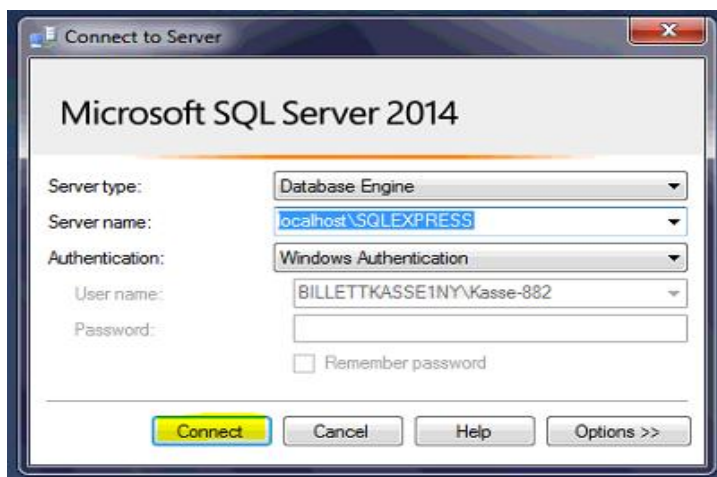 Connect to Server
Microsoft SQL Server 2014
Server type: Database Engine
Server name: localhost\SQLEXPRESS
Authentication: Windows Authentication
User name: BILLETTKASSE1NY\Kasse-882
Password:
Remember password
Connect Cancel Help Options >>